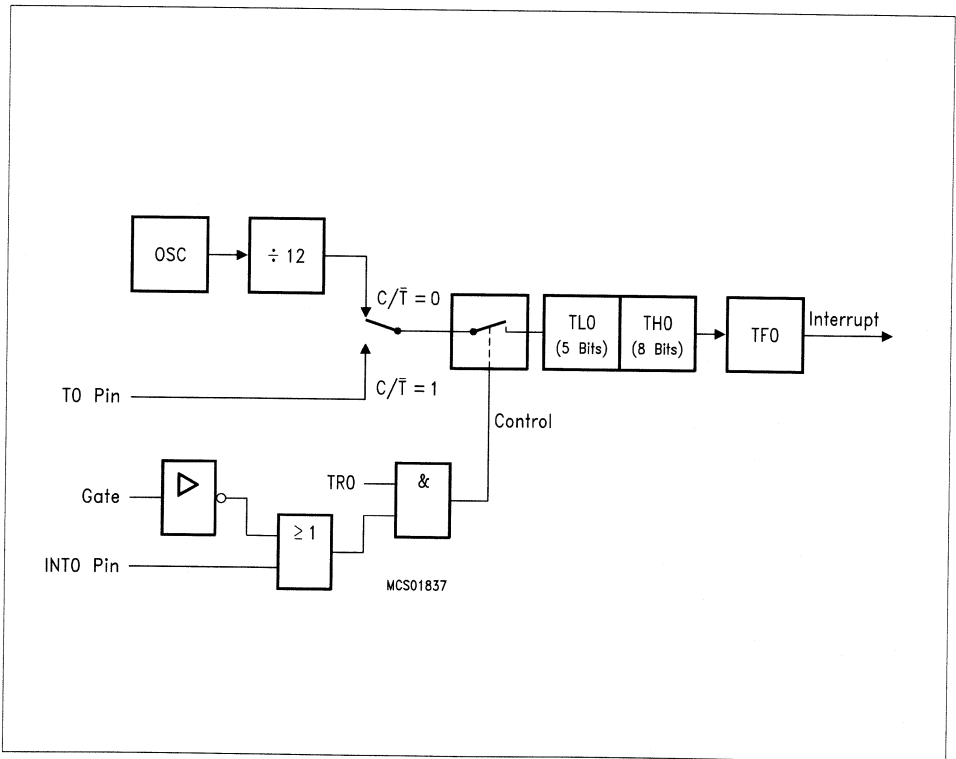 OSC
÷ 12
C/T̅ = 0
TL0
(5 Bits)
TH0
(8 Bits)
TF0
Interrupt
T0 Pin
C/T̅ = 1
Control
Gate
TR0
&
≥ 1
INT0 Pin
MCS01837